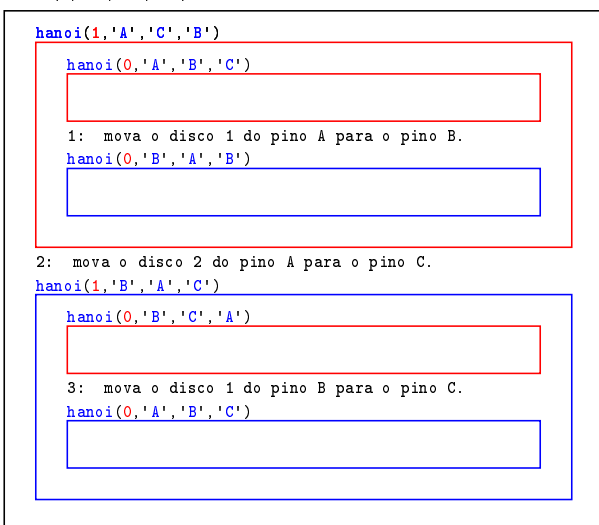 hanoi(1,'A','C','B')
hanoi(0,'A','B','C')
1: mova o disco 1 do pino A para o pino B.
hanoi(0,'B','A','B')
2: mova o disco 2 do pino A para o pino C.
hanoi(1,'B','A','C')
hanoi(0,'B','C','A')
3: mova o disco 1 do pino B para o pino C.
hanoi(0,'A','B','C')